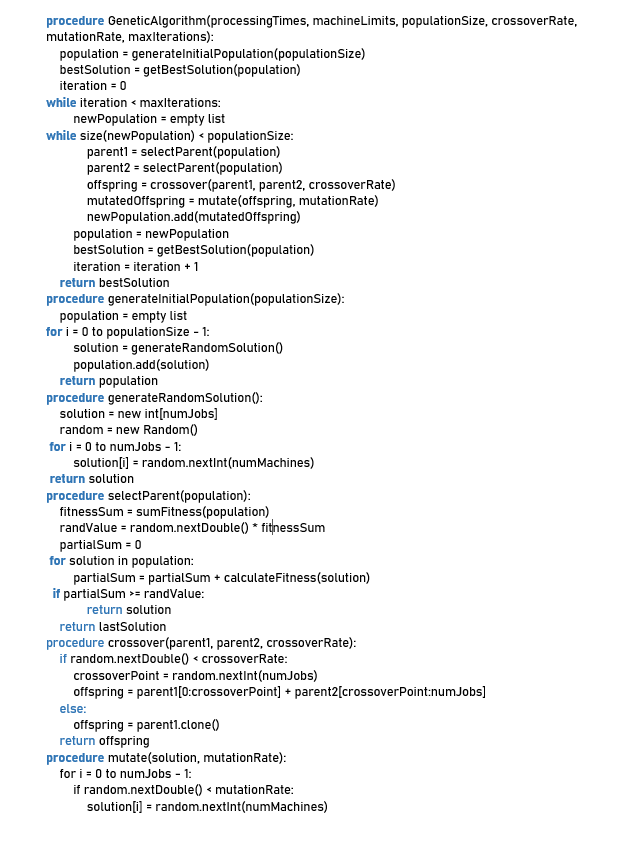 procedure GeneticAlgorithm(processingTimes, machineLimits, populationSize, crossoverRate,
mutationRate, maxIterations):
population = generateInitialPopulation(populationSize)
bestSolution = getBestSolution(population)
iteration = 0
while iteration < maxIterations:
newPopulation = empty list
while size(newPopulation) < populationSize:
parent1 = selectParent(population)
parent2 = selectParent(population)
offspring = crossover(parent1, parent2, crossoverRate)
mutatedOffspring = mutate(offspring, mutationRate)
newPopulation.add(mutatedOffspring)
population = newPopulation
bestSolution = getBestSolution(population)
iteration = iteration + 1
return bestSolution
procedure generateInitialPopulation(populationSize):
population = empty list
for i = 0 to populationSize - 1:
solution = generateRandomSolution()
population.add(solution)
return population
procedure generateRandomSolution():
solution = new int[numJobs]
random = new Random()
for i = 0 to numJobs - 1:
solution[i] = random.nextInt(numMachines)
return solution
procedure selectParent(population):
fitnessSum = sumFitness(population)
randValue = random.nextDouble() * fitnessSum
partialSum = 0
for solution in population:
partialSum = partialSum + calculateFitness(solution)
if partialSum >= randValue:
return solution
return lastSolution
procedure crossover(parent1, parent2, crossoverRate):
if random.nextDouble() < crossoverRate:
crossoverPoint = random.nextInt(numJobs)
offspring = parent1[0:crossoverPoint] + parent2[crossoverPoint:numJobs]
else:
offspring = parent1.clone()
return offspring
procedure mutate(solution, mutationRate):
for i = 0 to numJobs - 1:
if random.nextDouble() < mutationRate:
solution[i] = random.nextInt(numMachines)